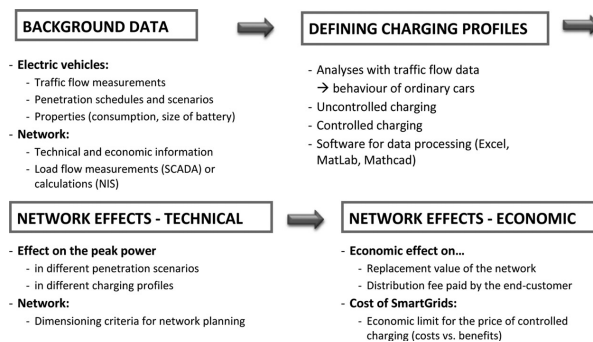 BACKGROUND DATA
- Electric vehicles:
- Traffic flow measurements
- Penetration schedules and scenarios
- Properties (consumption, size of battery)
- Network:
- Technical and economic information
- Load flow measurements (SCADA) or
calculations (NIS)
DEFINING CHARGING PROFILES
- Analyses with traffic flow data
→ behaviour of ordinary cars
- Uncontrolled charging
- Controlled charging
- Software for data processing (Excel,
MatLab, Mathcad)
NETWORK EFFECTS - TECHNICAL
- Effect on the peak power
- in different penetration scenarios
- in different charging profiles
- Network:
- Dimensioning criteria for network planning
NETWORK EFFECTS - ECONOMIC
- Economic effect on...
- Replacement value of the network
- Distribution fee paid by the end-customer
- Cost of SmartGrids:
- Economic limit for the price of controlled
charging (costs vs. benefits)